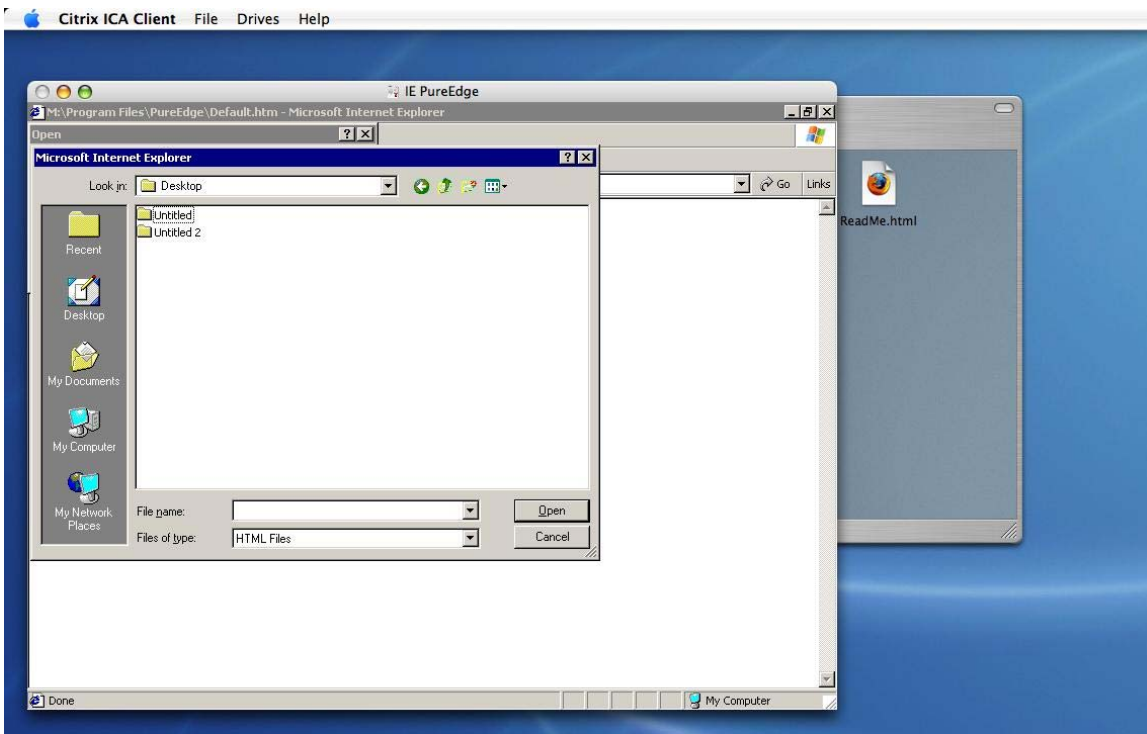 Citrix ICA Client File Drives Help
IE PureEdge
M:\Program Files\PureEdge\Default.htm - Microsoft Internet Explorer
Open
Microsoft Internet Explorer
Look in: Desktop
Go Links
Untitled
Untitled 2
ReadMe.html
Recent
Desktop
My Documents
My Computer
My Network
Places
File name:
Open
Files of type: HTML Files
Cancel
Done
My Computer